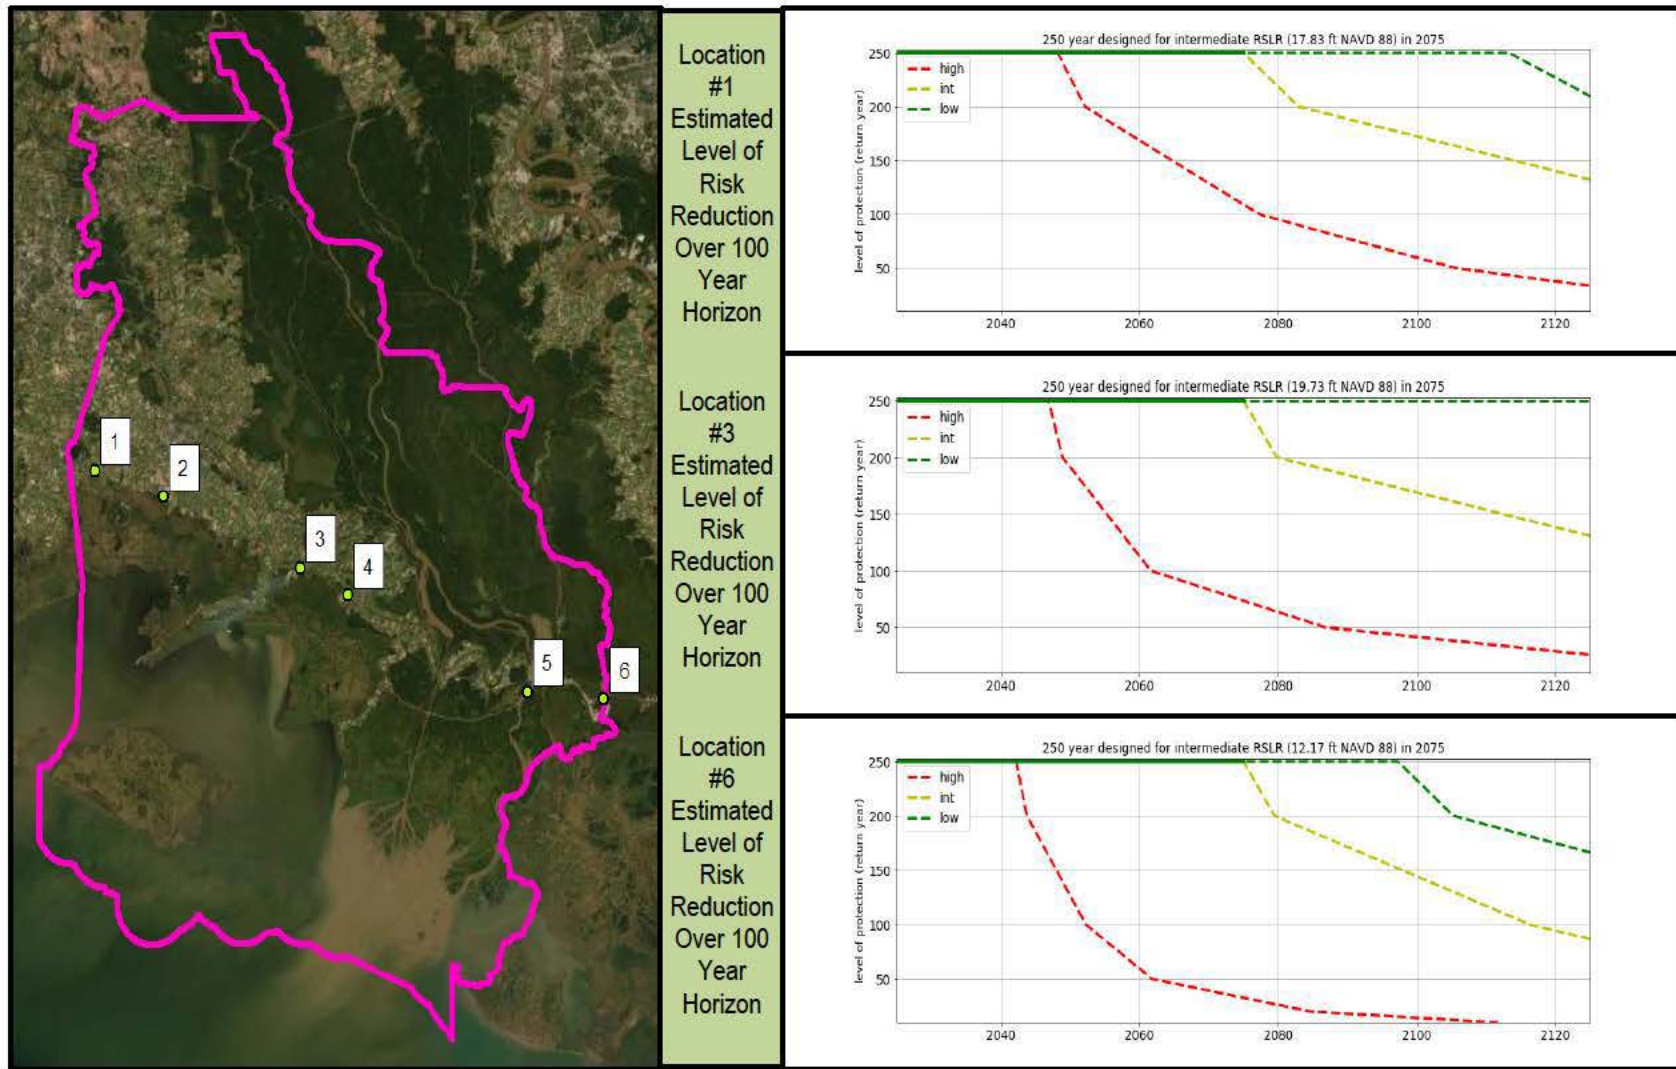 1
2
3
4
5
6
Location
#1
Estimated
Level of
Risk
Reduction
Over 100
Year
Horizon
Location
#3
Estimated
Level of
Risk
Reduction
Over 100
Year
Horizon
Location
#6
Estimated
Level of
Risk
Reduction
Over 100
Year
Horizon
250 year designed for intermediate RSLR (17.83 ft NAVD 88) in 2075
level of protection (return year)
250
200
150
100
50
high
int
low
2040 2060 2080 2100 2120
250 year designed for intermediate RSLR (19.73 ft NAVD 88) in 2075
level of protection (return year)
250
200
150
100
50
high
int
low
2040 2060 2080 2100 2120
250 year designed for intermediate RSLR (12.17 ft NAVD 88) in 2075
level of protection (return year)
250
200
150
100
50
high
int
low
2040 2060 2080 2100 2120